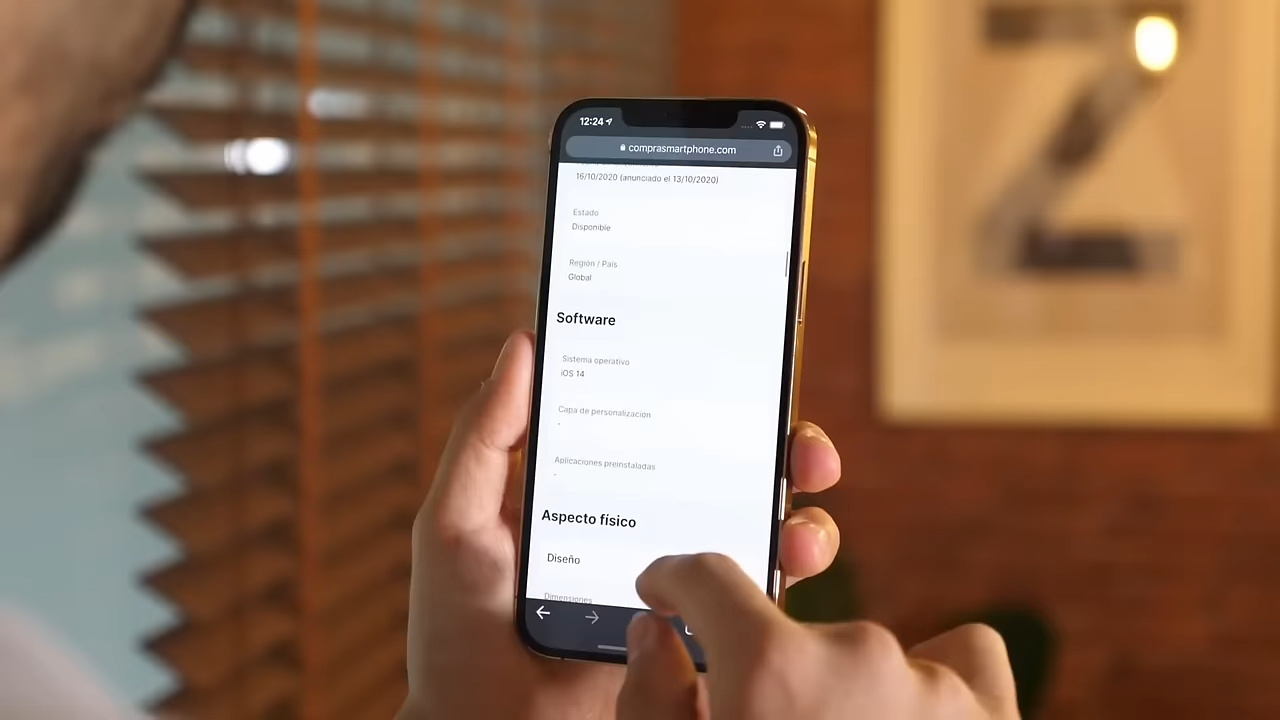 12:24
comprasmartphone.com
16/10/2020 (anunciado el 13/10/2020)
Estado
Disponible
Región / País
Global
Software
Sistema operativo
iOS 14
Capa de personalización
-
Aplicaciones preinstaladas
-
Aspecto físico
Diseño
Dimensiones
Z